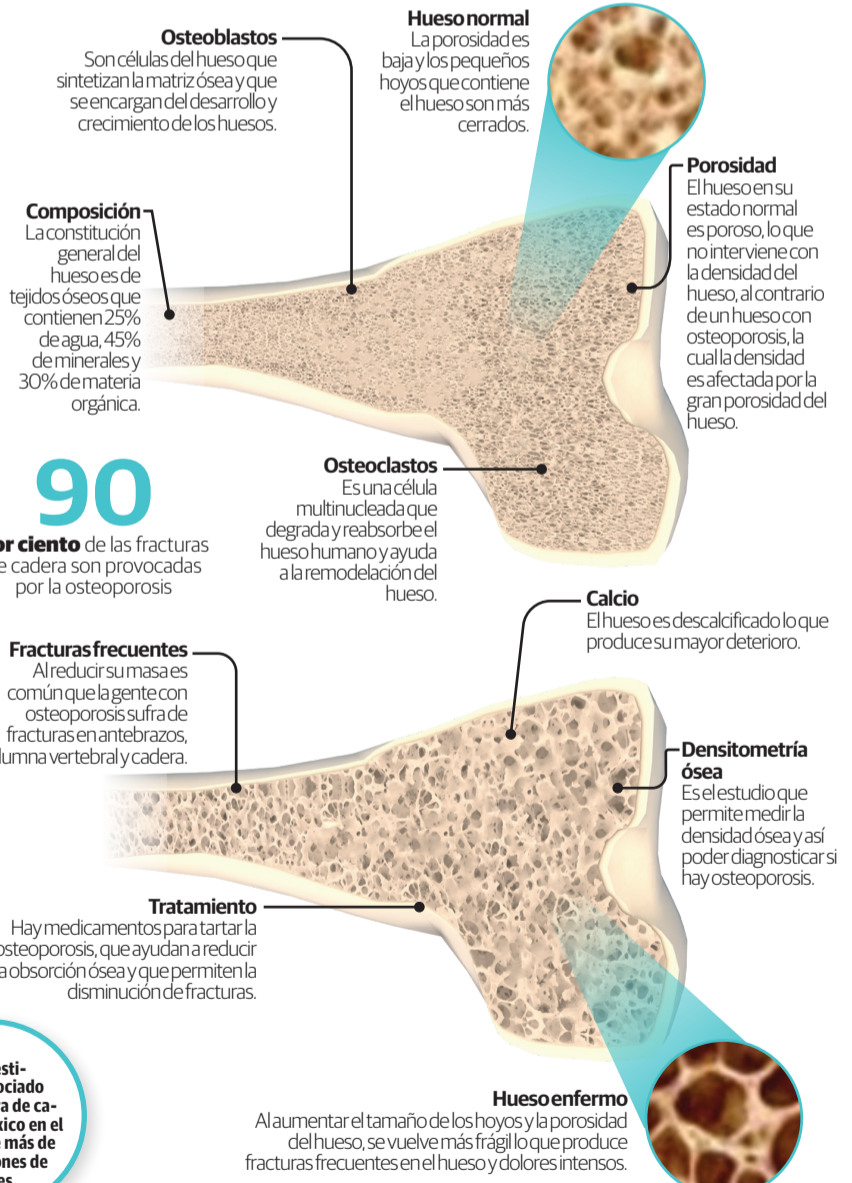 Osteoblastos
Son células del hueso que
sintetizan la matriz ósea y que
se encargan del desarrollo y
crecimiento de los huesos.
Hueso normal
La porosidad es
baja y los pequeños
hoyos que contiene
el hueso son más
cerrados.
Porosidad
El hueso en su
estado normal
es poroso, lo que
no interviene con
la densidad del
hueso, al contrario
de un hueso con
osteoporosis, la
cual la densidad
es afectada por la
gran porosidad del
hueso.
Composición
La constitución
general del
hueso es de
tejidos óseos que
contienen 25%
de agua, 45%
de minerales y
30% de materia
orgánica.
90
ciento de las fracturas
cadera son provocadas
por la osteoporosis
Osteoclastos
Es una célula
multinucleada que
degrada y reabsorbe el
hueso humano y ayuda
a la remodelación del
hueso.
Calcio
El hueso es descalcificado lo que
produce su mayor deterioro.
Fracturas frecuentes
Al reducir su masa es
común que la gente con
osteoporosis sufra de
fracturas en antebrazos,
vertebral y cadera.
Densitometría
ósea
Es el estudio que
permite medir la
densidad ósea y así
poder diagnosticar si
hay osteoporosis.
Tratamiento
Hay medicamentos para tartar la
osteoporosis, que ayudan a reducir
a obsorción ósea y que permiten la
disminución de fracturas.
Hueso enfermo
Al aumentar el tamaño de los hoyos y la porosidad
del hueso, se vuelve más frágil lo que produce
fracturas frecuentes en el hueso y dolores intensos.
esti-
ociado
a de ca-
xico en el
más de
ones de